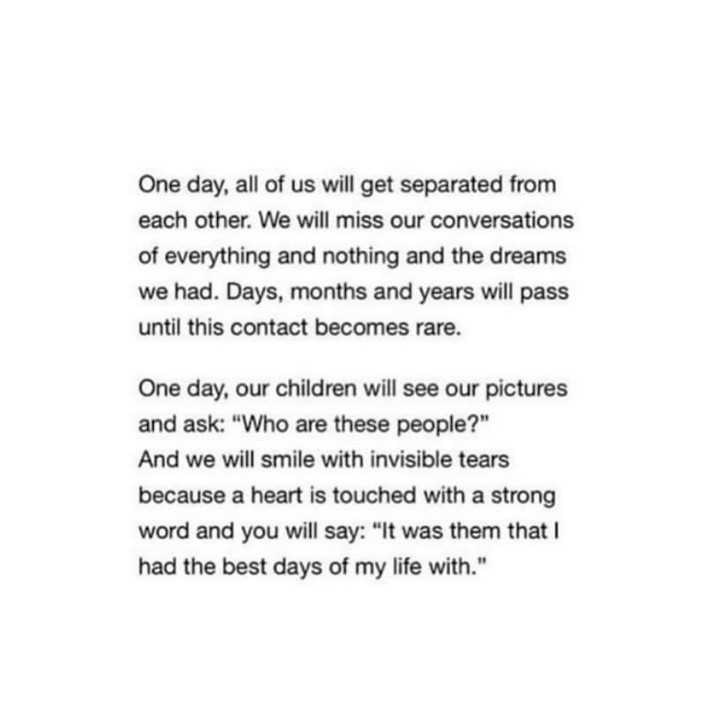 One day, all of us will get separated from
each other. We will miss our conversations
of everything and nothing and the dreams
we had. Days, months and years will pass
until this contact becomes rare.
One day, our children will see our pictures
and ask: “Who are these people?”
And we will smile with invisible tears
because a heart is touched with a strong
word and you will say: “It was them that I
had the best days of my life with.”